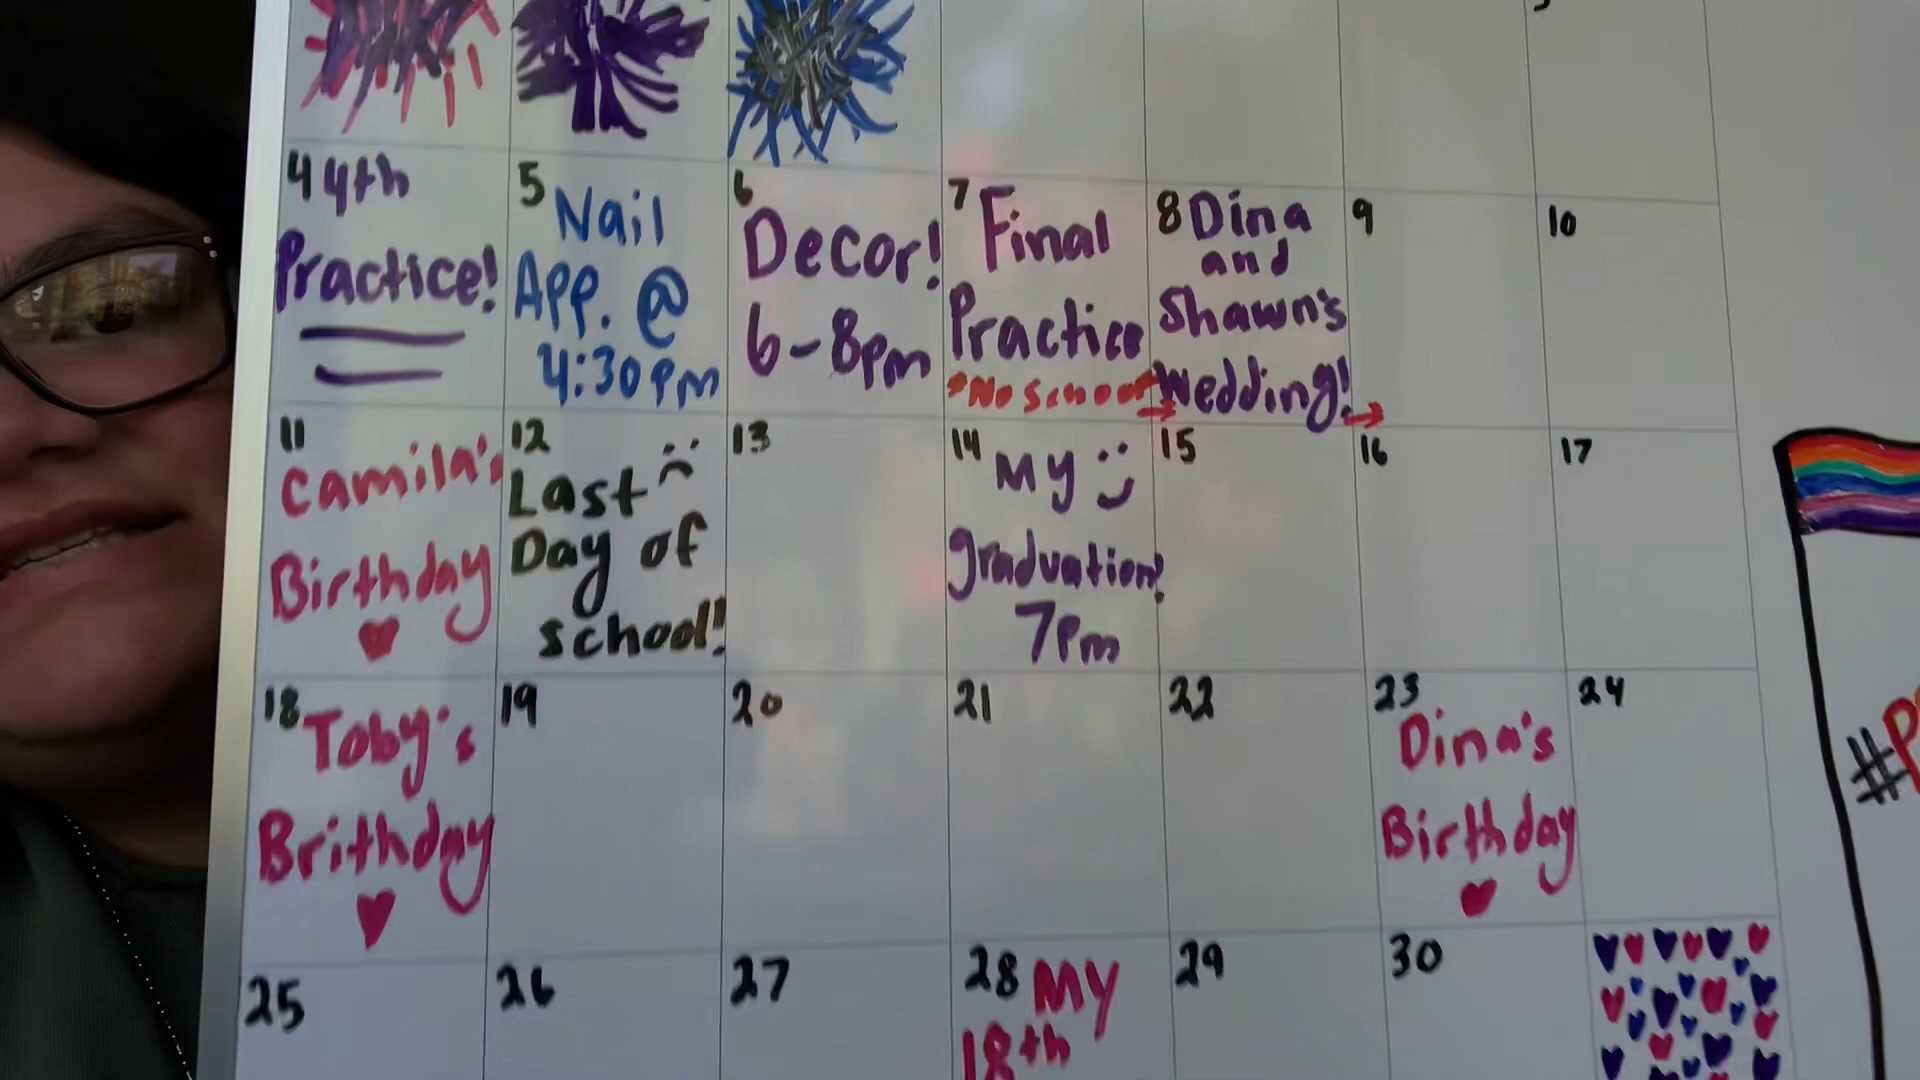 4 4th
Practice!
5 Nail
App. @
4:30pm
6
Decor!
6-8pm
7 Final
Practice
*No School
8 Dina
and
Shawn's
Wedding!
9
10
11
Camila's
Birthday
12
Last
Day of
school!
13
14
My
graduation!
7pm
15
16
17
18
Toby's
Brithday
19
20
21
22
23
Dina's
Birthday
24
25
26
27
28 My
18th
29
30